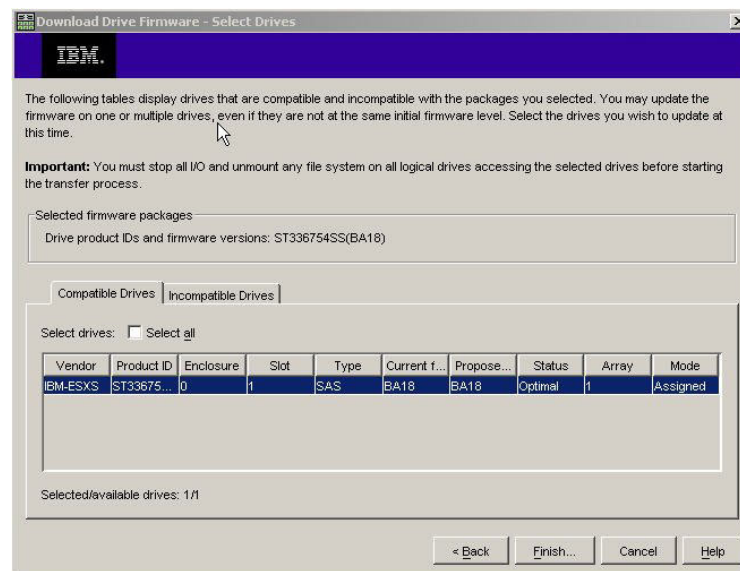 Download Drive Firmware - Select Drives
IBM.
The following tables display drives that are compatible and incompatible with the packages you selected. You may update the
firmware on one or multiple drives, even if they are not at the same initial firmware level. Select the drives you wish to update at
this time.
Important: You must stop all I/O and unmount any file system on all logical drives accessing the selected drives before starting
the transfer process.
Selected firmware packages
Drive product IDs and firmware versions: ST336754SS(BA18)
Compatible Drives Incompatible Drives
Select drives: Select all
Vendor Product ID Enclosure Slot Type Current f... Propose... Status Array Mode
IBM-ESXS ST33675... 0 1 SAS BA18 BA18 Optimal 1 Assigned
Selected/available drives: 1/1
< Back Finish... Cancel Help